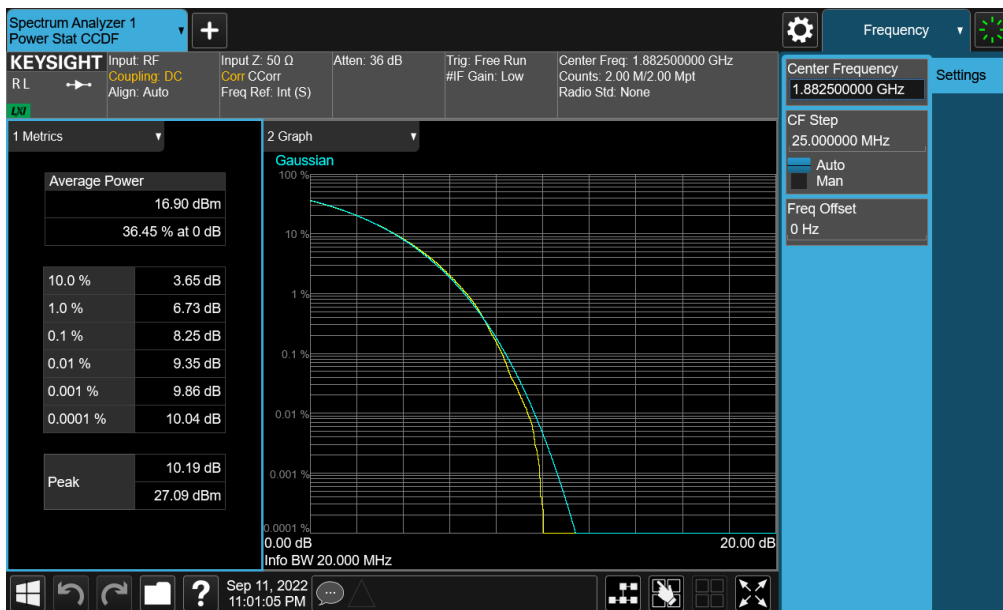 Spectrum Analyzer 1
Power Stat CCDF
+
Frequency
KEYSIGHT
RL
LXI
Input: RF
Coupling: DC
Align: Auto
Input Z: 50 Ω
Corr CCorr
Freq Ref: Int (S)
Atten: 36 dB
Trig: Free Run
#IF Gain: Low
Center Freq: 1.882500000 GHz
Counts: 2.00 M/2.00 Mpt
Radio Std: None
Center Frequency
1.882500000 GHz
Settings
CF Step
25.000000 MHz
Auto
Man
Freq Offset
0 Hz
1 Metrics
Average Power
16.90 dBm
36.45 % at 0 dB
10.0 % 3.65 dB
1.0 % 6.73 dB
0.1 % 8.25 dB
0.01 % 9.35 dB
0.001 % 9.86 dB
0.0001 % 10.04 dB
Peak
10.19 dB
27.09 dBm
2 Graph
Gaussian
100 %
10 %
1 %
0.1 %
0.01 %
0.001 %
0.0001 %
0.00 dB 20.00 dB
Info BW 20.000 MHz
?
Sep 11, 2022
11:01:05 PM